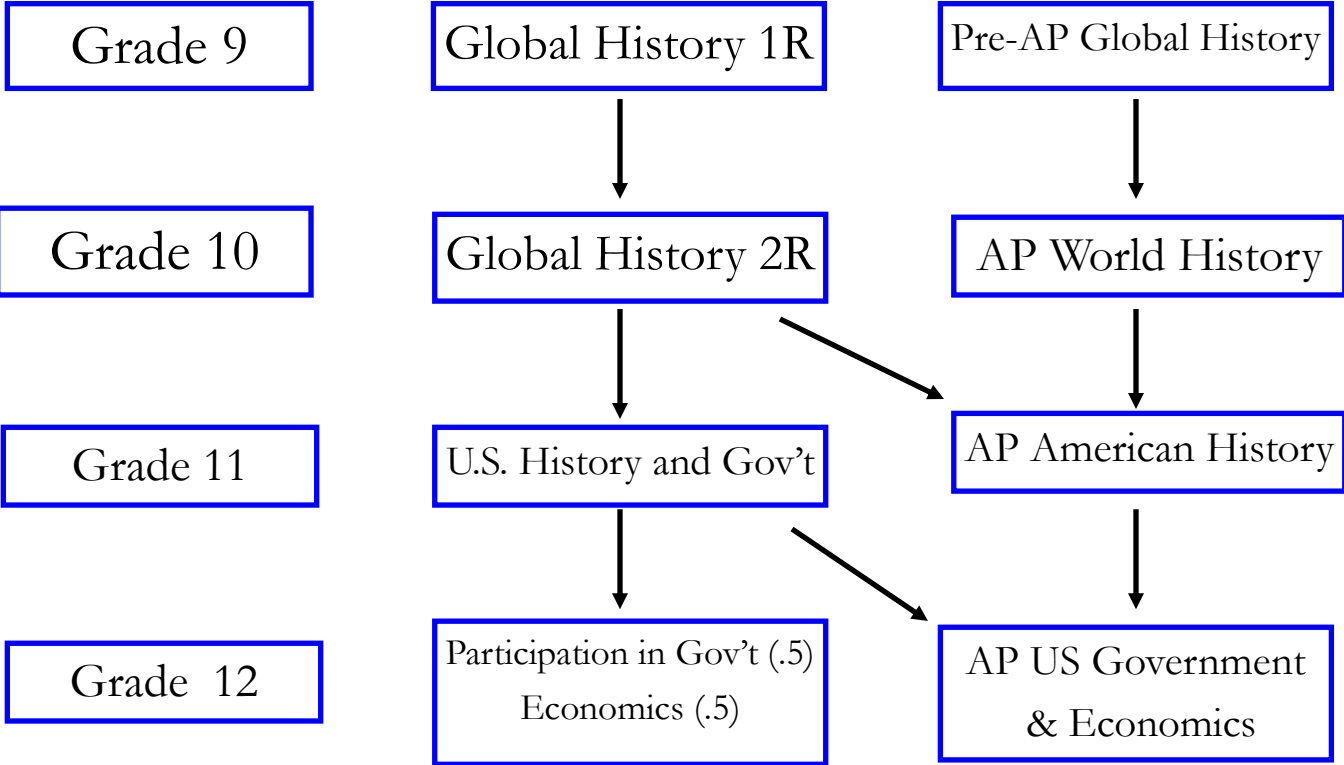 Grade 9
Global History 1R
Pre-AP Global History
Grade 10
Global History 2R
AP World History
Grade 11
U.S. History and Gov't
AP American History
Grade  12
Participation in Gov't (.5)
Economics (.5)
AP US Government
& Economics